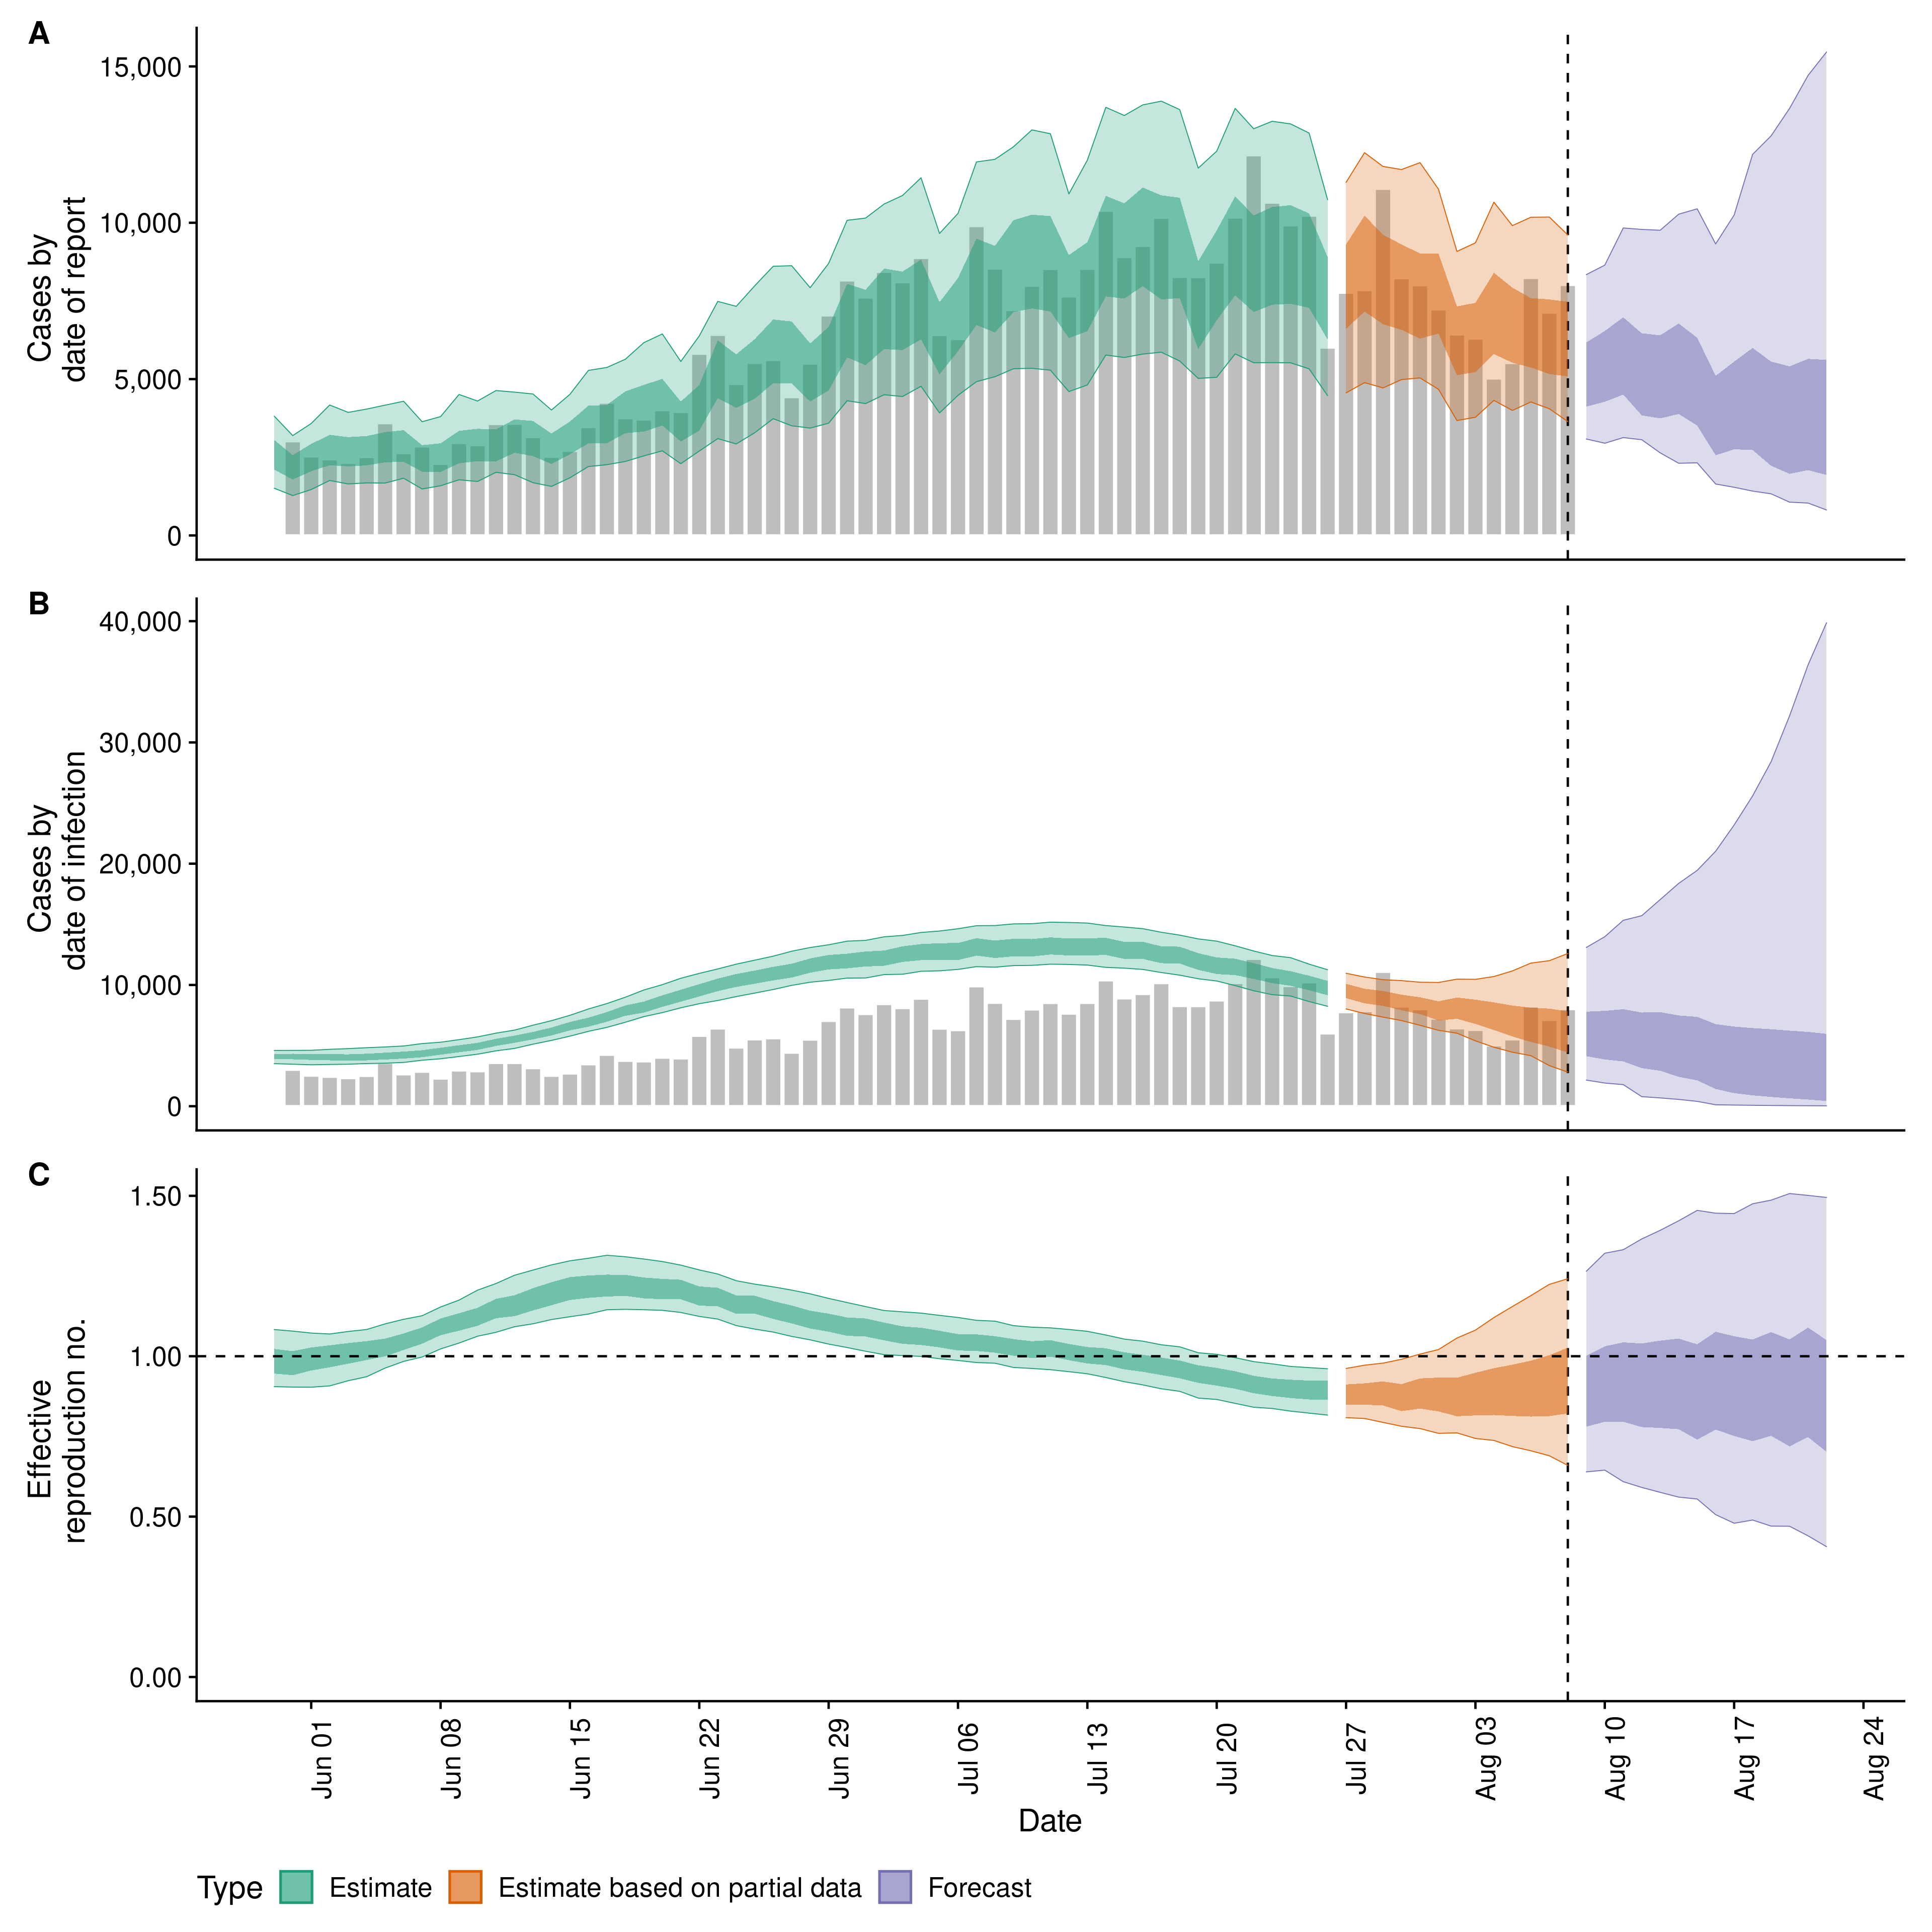 A
Cases by
date of report
15,000
10,000
5,000
0
B
Cases by
date of infection
40,000
30,000
20,000
10,000
0
C
Effective
reproduction no.
1.50
1.00
0.50
0.00
Jun 01
Jun 08
Jun 15
Jun 22
Jun 29
Jul 06
Jul 13
Jul 20
Jul 27
Aug 03
Aug 10
Aug 17
Aug 24
Date
Type Estimate Estimate based on partial data Forecast